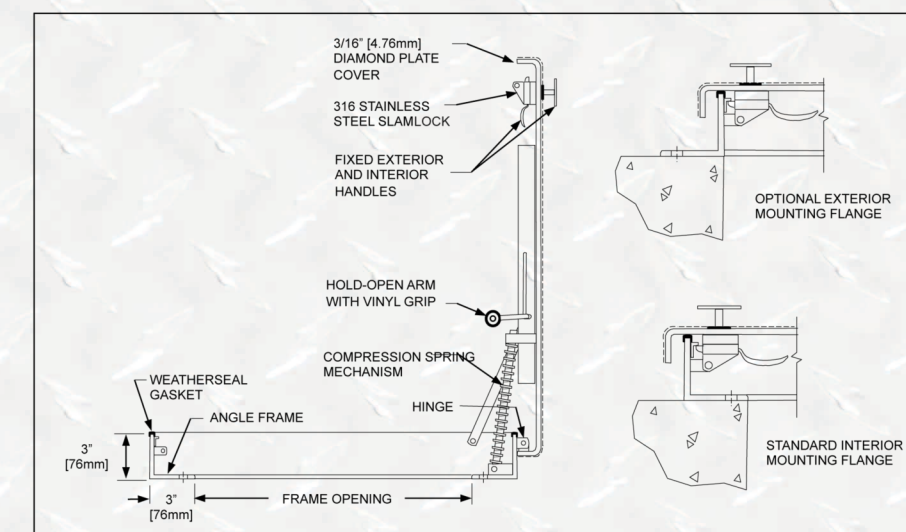 3/16" [4.76mm]
DIAMOND PLATE
COVER
316 STAINLESS
STEEL SLAMLOCK
FIXED EXTERIOR
AND INTERIOR
HANDLES
OPTIONAL EXTERIOR
MOUNTING FLANGE
HOLD-OPEN ARM
WITH VINYL GRIP
COMPRESSION SPRING
MECHANISM
WEATHERSEAL
GASKET
HINGE
ANGLE FRAME
3"
[76mm]
3"
[76mm]
FRAME OPENING
STANDARD INTERIOR
MOUNTING FLANGE